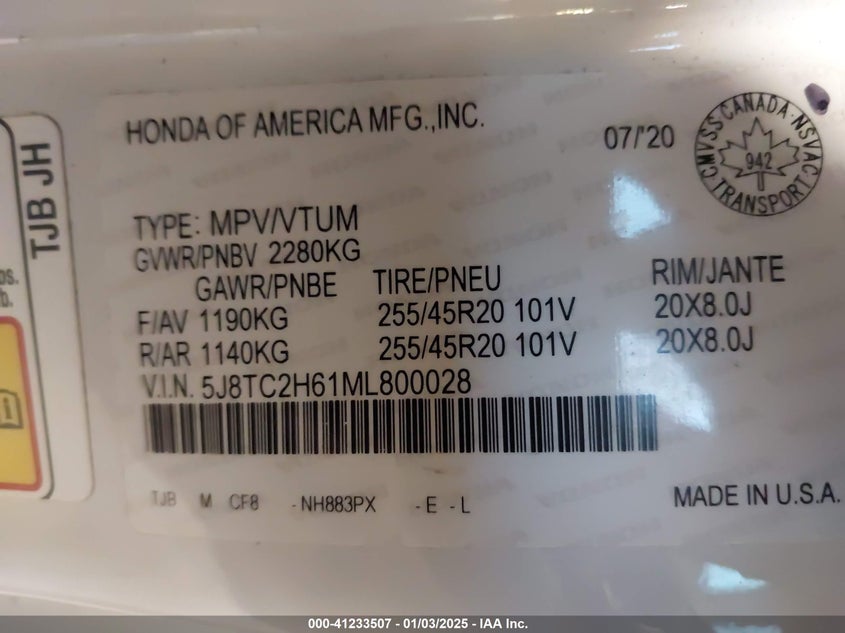 HONDA OF AMERICA MFG.,INC.
07/'20
CMVSS CANADA-NSVAC
942
TRANSPORT
TJB JH
TYPE: MPV/VTUM
GVWR/PNBV 2280KG
GAWR/PNBE TIRE/PNEU RIM/JANTE
F/AV 1190KG 255/45R20 101V 20X8.0J
R/AR 1140KG 255/45R20 101V 20X8.0J
V.I.N. 5J8TC2H61ML800028
TJB M CF8 -NH883PX -E -L
MADE IN U.S.A.
000-41233507 - 01/03/2025 - IAA Inc.